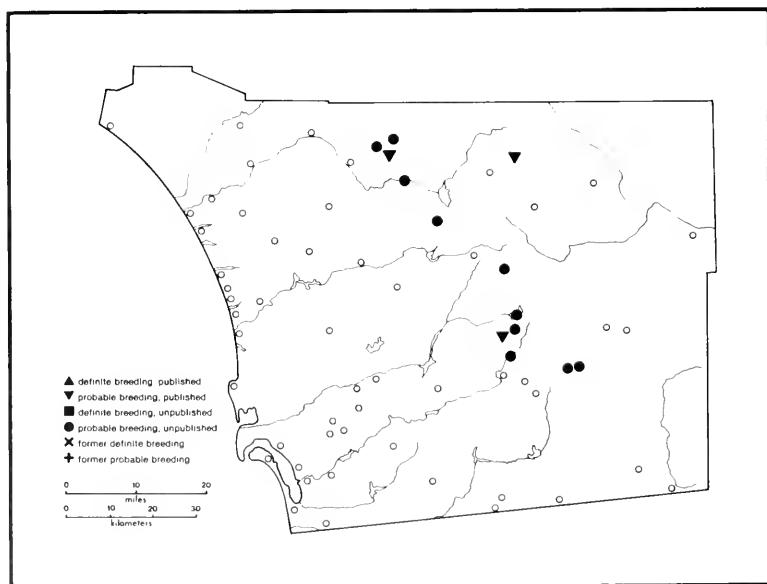 definite breeding, published
probable breeding, published
definite breeding, unpublished
probable breeding, unpublished
former definite breeding
former probable breeding
0 10 20
miles
0 10 20 30
kilometers